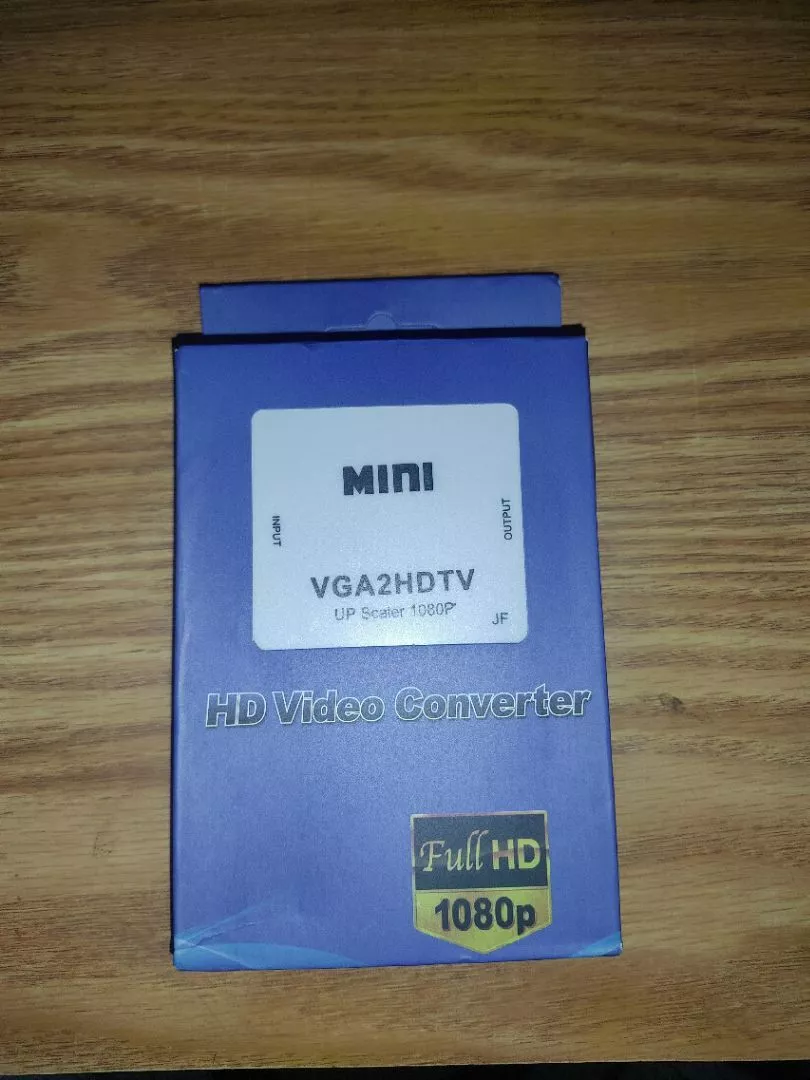 MINI
INPUT
OUTPUT
VGA2HDTV
UP Scaler 1080P
JF
HD Video Converter
Full HD
1080p